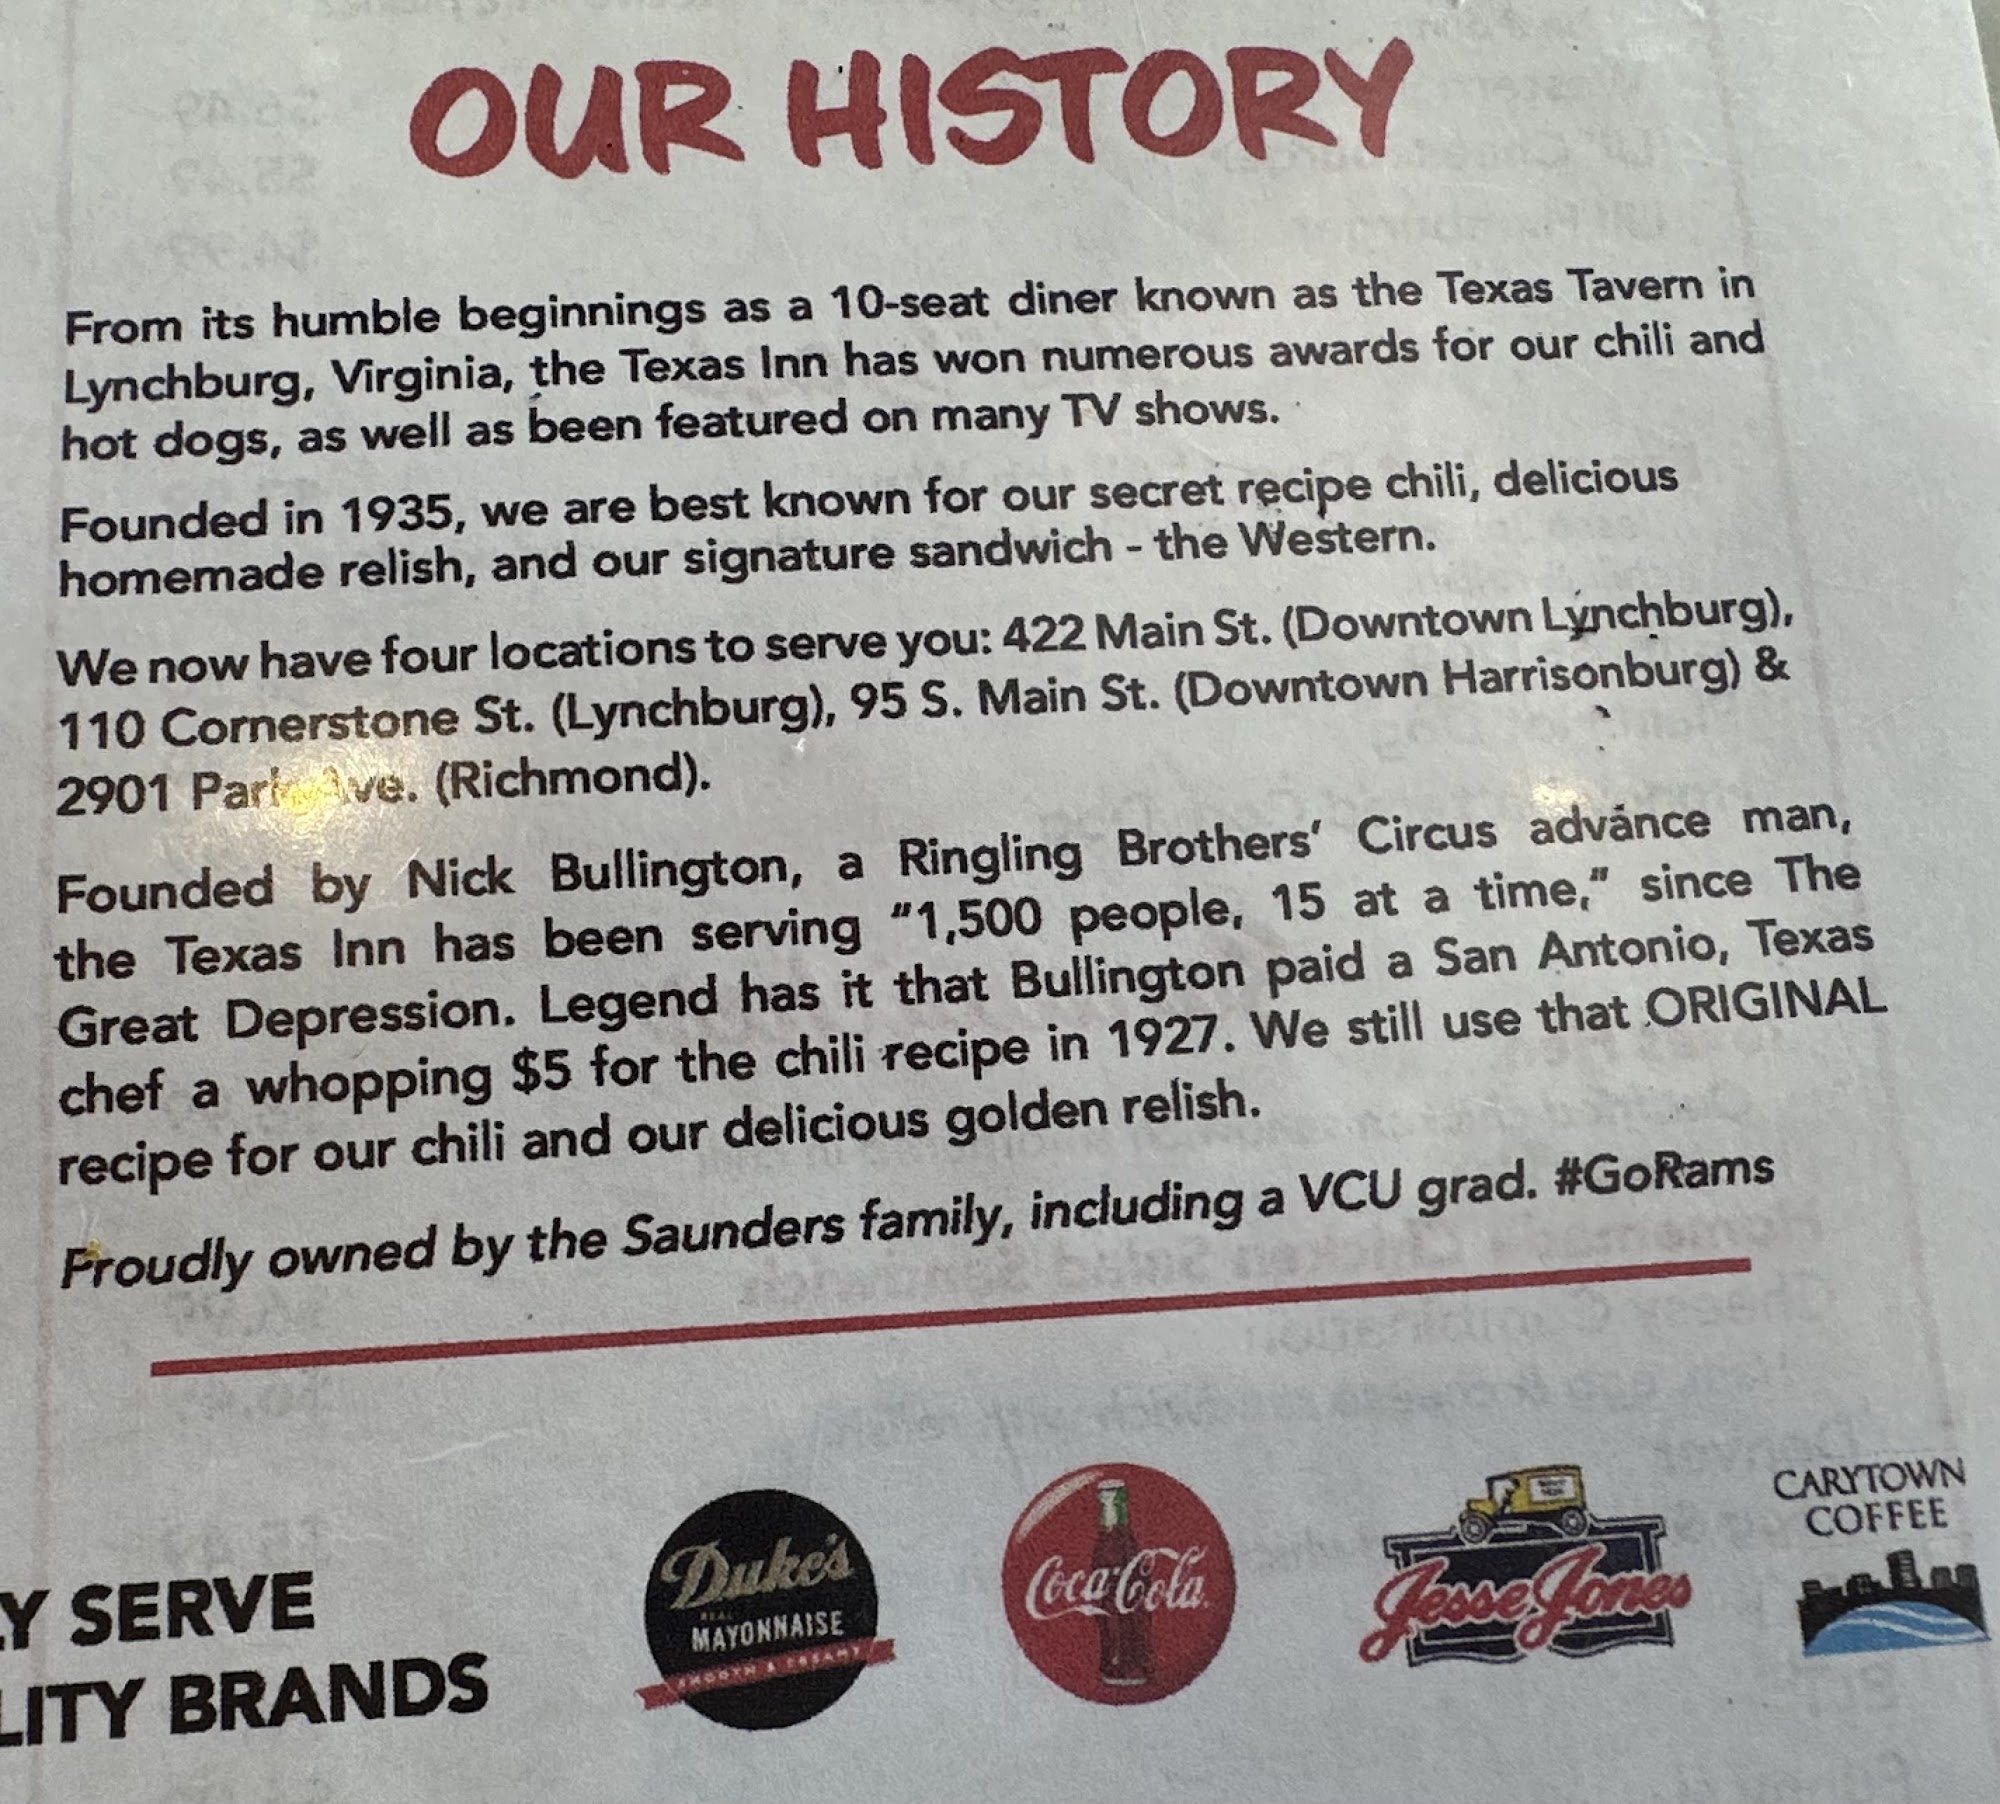 OUR HISTORY
From its humble beginnings as a 10-seat diner known as the Texas Tavern in
Lynchburg, Virginia, the Texas Inn has won numerous awards for our chili and
hot dogs, as well as been featured on many TV shows.
Founded in 1935, we are best known for our secret recipe chili, delicious
homemade relish, and our signature sandwich - the Western.
We now have four locations to serve you: 422 Main St. (Downtown Lynchburg),
110 Cornerstone St. (Lynchburg), 95 S. Main St. (Downtown Harrisonburg) &
2901 Park Ave. (Richmond).
Founded by Nick Bullington, a Ringling Brothers' Circus advance man,
the Texas Inn has been serving "1,500 people, 15 at a time," since The
Great Depression. Legend has it that Bullington paid a San Antonio, Texas
chef a whopping $5 for the chili recipe in 1927. We still use that ORIGINAL
recipe for our chili and our delicious golden relish.
Proudly owned by the Saunders family, including a VCU grad. #GoRams
Y SERVE
LITY BRANDS
Duke's
REAL
MAYONNAISE
SMOOTH & CREAMY
Coca-Cola
Jesse Jones
CARYTOWN
COFFEE